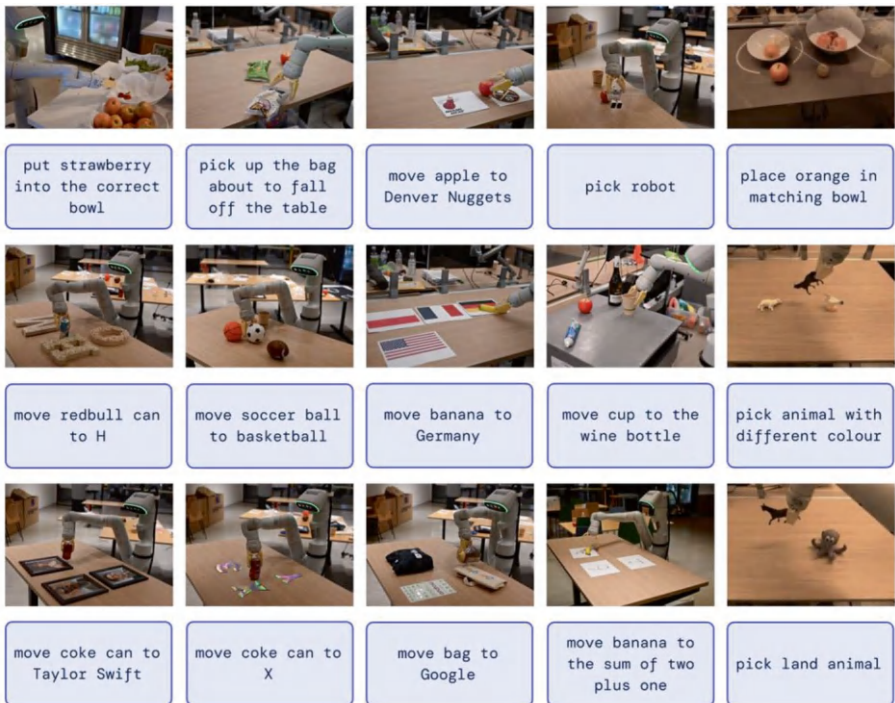 put strawberry
into the correct
bowl
pick up the bag
about to fall
off the table
move apple to
Denver Nuggets
pick robot
place orange in
matching bowl
move redbull can
to H
move soccer ball
to basketball
move banana to
Germany
move cup to the
wine bottle
pick animal with
different colour
move coke can to
Taylor Swift
move coke can to
X
move bag to
Google
move banana to
the sum of two
plus one
pick land animal